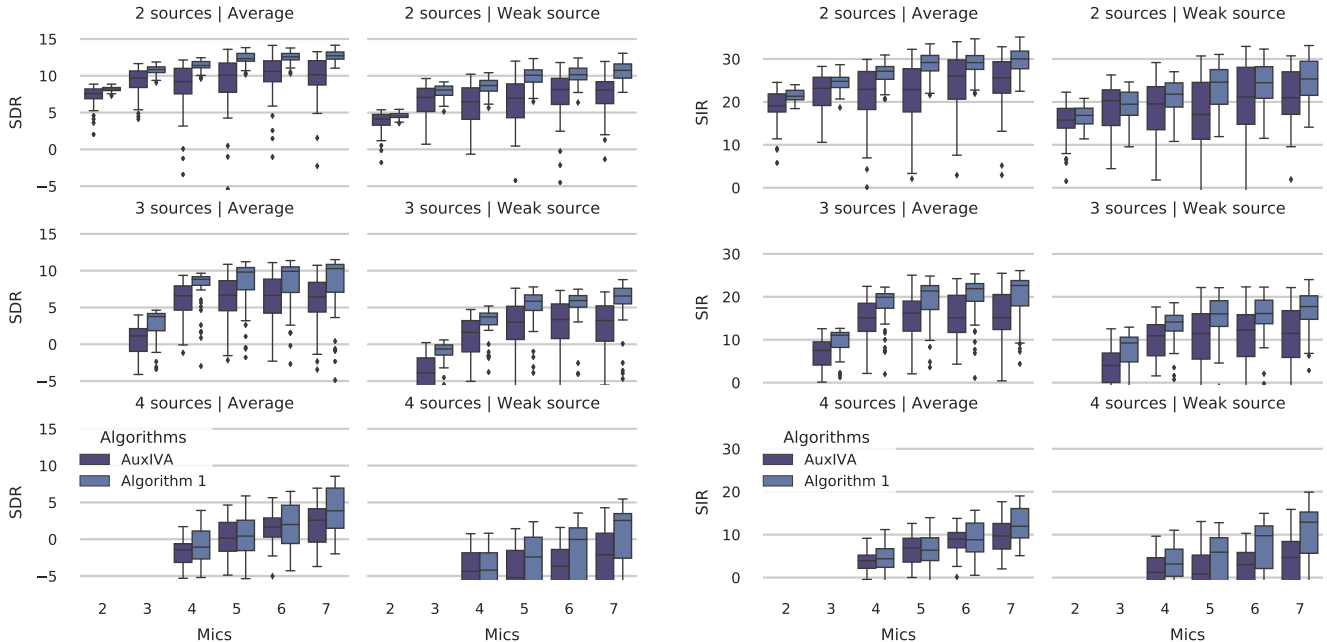 2 sources | Average
2 sources | Weak source
SDR
15
10
5
0
−5
3 sources | Average
3 sources | Weak source
SDR
15
10
5
0
−5
4 sources | Average
4 sources | Weak source
SDR
15
10
5
0
−5
Algorithms
AuxIVA
Algorithm 1
2 3 4 5 6 7
2 3 4 5 6 7
Mics
Mics
2 sources | Average
2 sources | Weak source
SIR
30
20
10
0
3 sources | Average
3 sources | Weak source
SIR
30
20
10
0
4 sources | Average
4 sources | Weak source
SIR
30
20
10
0
Algorithms
AuxIVA
Algorithm 1
2 3 4 5 6 7
2 3 4 5 6 7
Mics
Mics